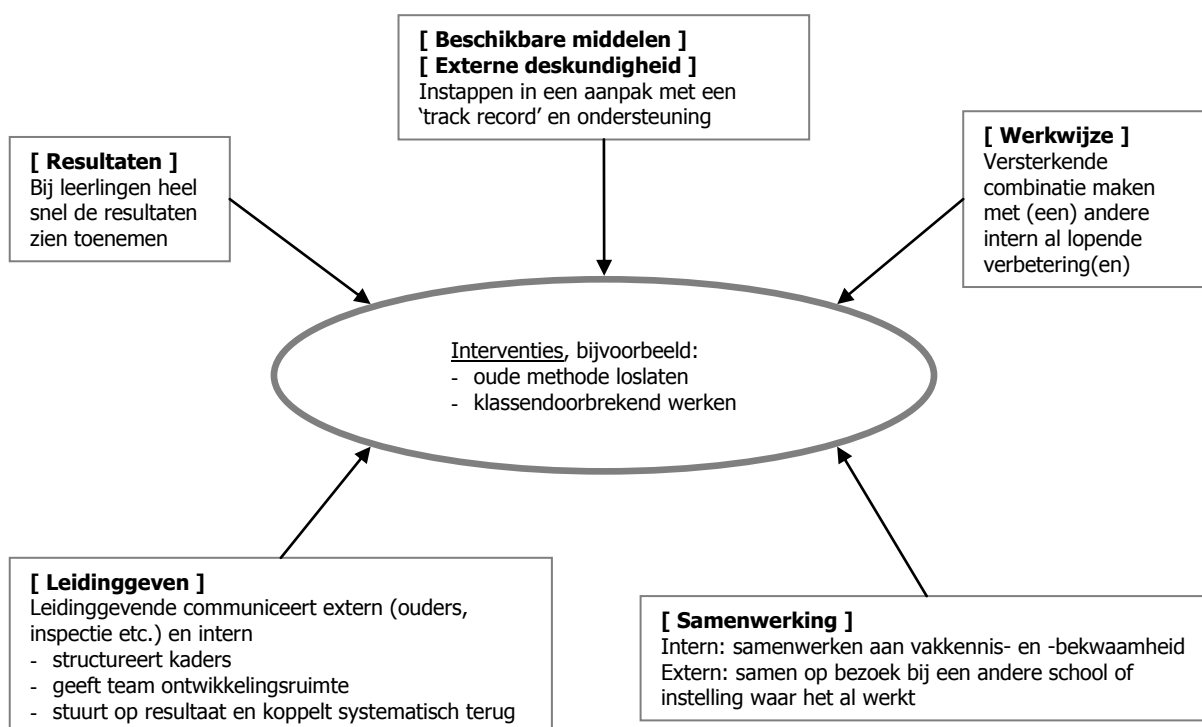 [ Beschikbare middelen ]
[ Externe deskundigheid ]
Instappen in een aanpak met een
‘track record’ en ondersteuning
[ Resultaten ]
Bij leerlingen heel
snel de resultaten
zien toenemen
[ Werkwijze ]
Versterkende
combinatie maken
met (een) andere
intern al lopende
verbetering(en)
Interventies, bijvoorbeeld:
- oude methode loslaten
- klassendoorbrekend werken
[ Leidinggeven ]
Leidinggevende communiceert extern (ouders,
inspectie etc.) en intern
- structureert kaders
- geeft team ontwikkelingsruimte
- stuurt op resultaat en koppelt systematisch terug
[ Samenwerking ]
Intern: samenwerken aan vakkennis- en -bekwaamheid
Extern: samen op bezoek bij een andere school of
instelling waar het al werkt